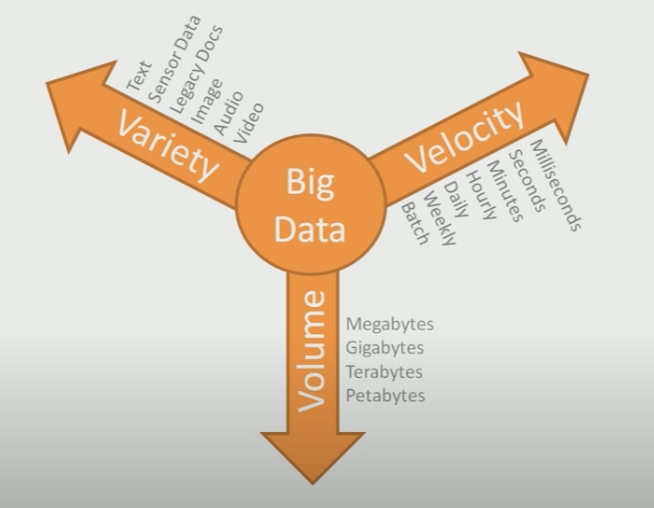 Text
Sensor Data
Legacy Docs
Image
Audio
Video
Variety
Velocity
Batch
Weekly
Daily
Hourly
Minutes
Seconds
Milliseconds
Big
Data
Volume
Megabytes
Gigabytes
Terabytes
Petabytes